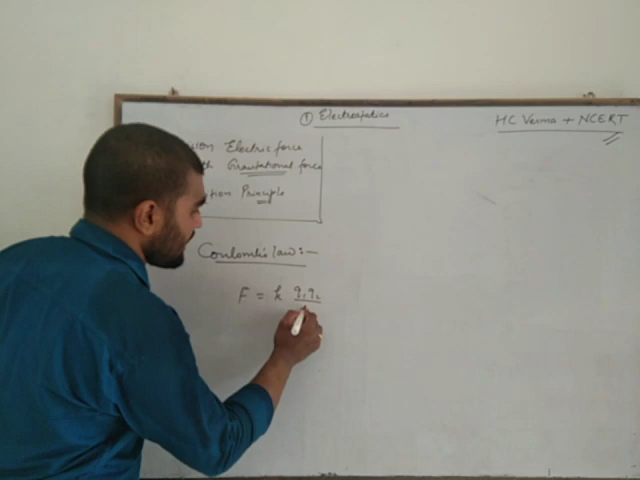 ① Electrostatics
HC Verma + NCERT
Electric force
Gravitational force
Principle
Coulomb's law:-
F = k q₁q₂